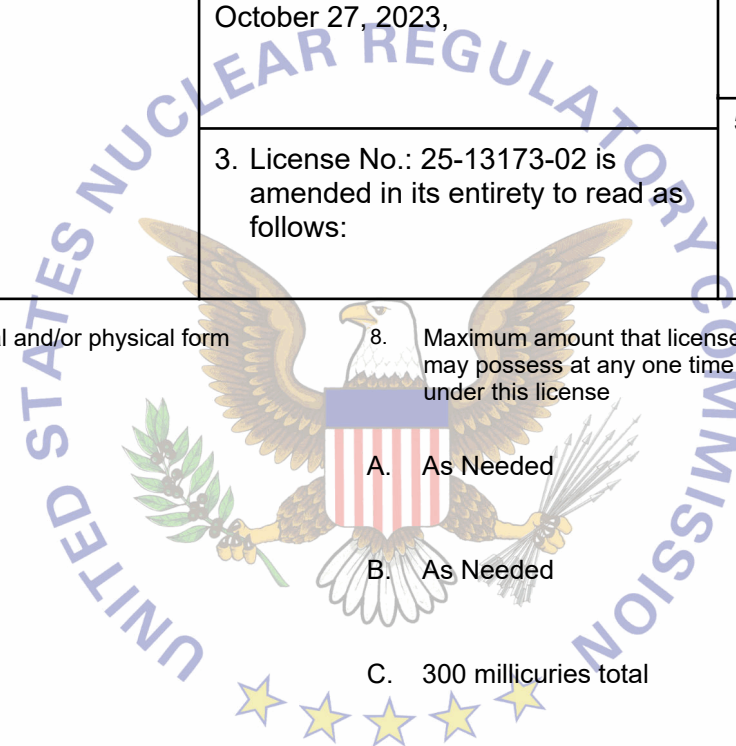 October 27, 2023,
UNITED STATES NUCLEAR REGULATORY COMMISSION
3. License No.: 25-13173-02 is
amended in its entirety to read as
follows:
and/or physical form
8. Maximum amount that license
may possess at any one time
under this license
A. As Needed
B. As Needed
C. 300 millicuries total